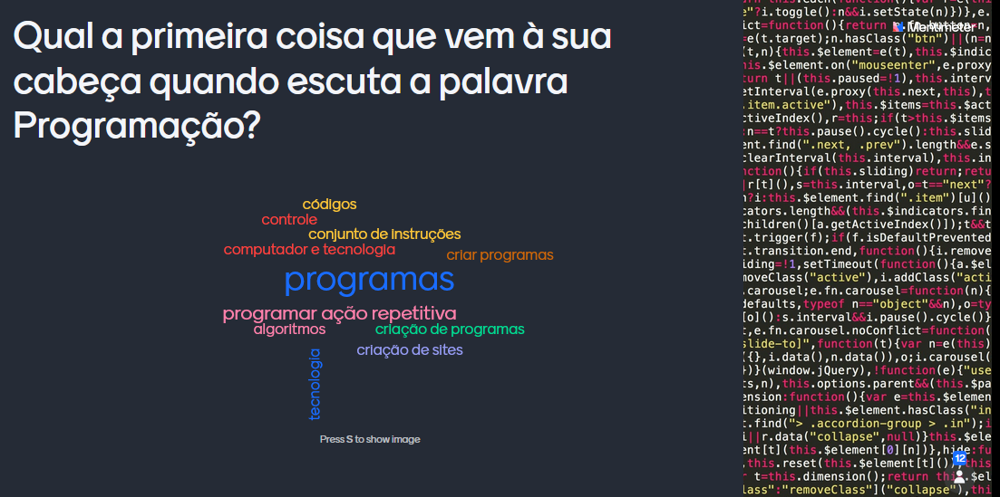 Qual a primeira coisa que vem à sua
cabeça quando escuta a palavra
Programação?
códigos
controle
conjunto de instruções
computador e tecnologia
criar programas
programas
programar ação repetitiva
algoritmos
criação de programas
criação de sites
tecnologia
Press S to show image
Mentimeter
e"?i.toggle():n&&i.setState(n)})},e.
=e(t.target);n.hasClass("btn")||(n=n
(t,n){this.$element=e(t),this.$indic
his.$element.on("mouseenter",e.proxy
turn t||(this.paused=!1),this.interv
etInterval(e.proxy(this.next,this),t
.item.active"),this.$items=this.$act
ctiveIndex(),r=this;if(t>this.$items
:n==t?this.pause().cycle():this.slid
ent.find(".next, .prev").length&&e.s
clearInterval(this.interval),this.in
nction(){if(this.sliding)return;retu
|r[t](),s=this.interval,o=t=="next"?
n?i:this.$element.find(".item")[u]()
cators.length&&(this.$indicators.fin
children()[a.getActiveIndex()]);t&&t
t.trigger(f);if(f.isDefaultPrevented
.transition.end,function(){i.remove
iding=!1,setTimeout(function(){a.$el
moveClass("active"),i.addClass("acti
.carousel;e.fn.carousel=function(n){
defaults,typeof n=="object"&&n),o=ty
[o]():s.interval&&i.pause().cycle()}
t,e.fn.carousel.noConflict=function(
slide-to]",function(t){var n=e(this)
({},i.data(),n.data()),o;i.carousel(
)})}(window.jQuery),!function(e){"use
ts,n),this.options.parent&&(this.$pa
ension:function(){var e=this.$elemen
itioning||this.$element.hasClass("in
t.find("> .accordion-group > .in");i
i||r.data("collapse",null)}this.$ele
ent[t](this.$element[0][n])},hide:fu
,this.reset(this.$element[t]()),this
r t=this.dimension();return this.$el
lass":"removeClass"]("collapse"),thi
12